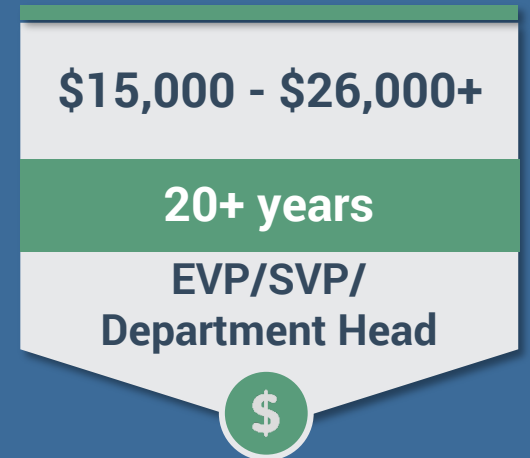 $15,000 - $26,000+
20+ years
EVP/SVP/
Department Head
$